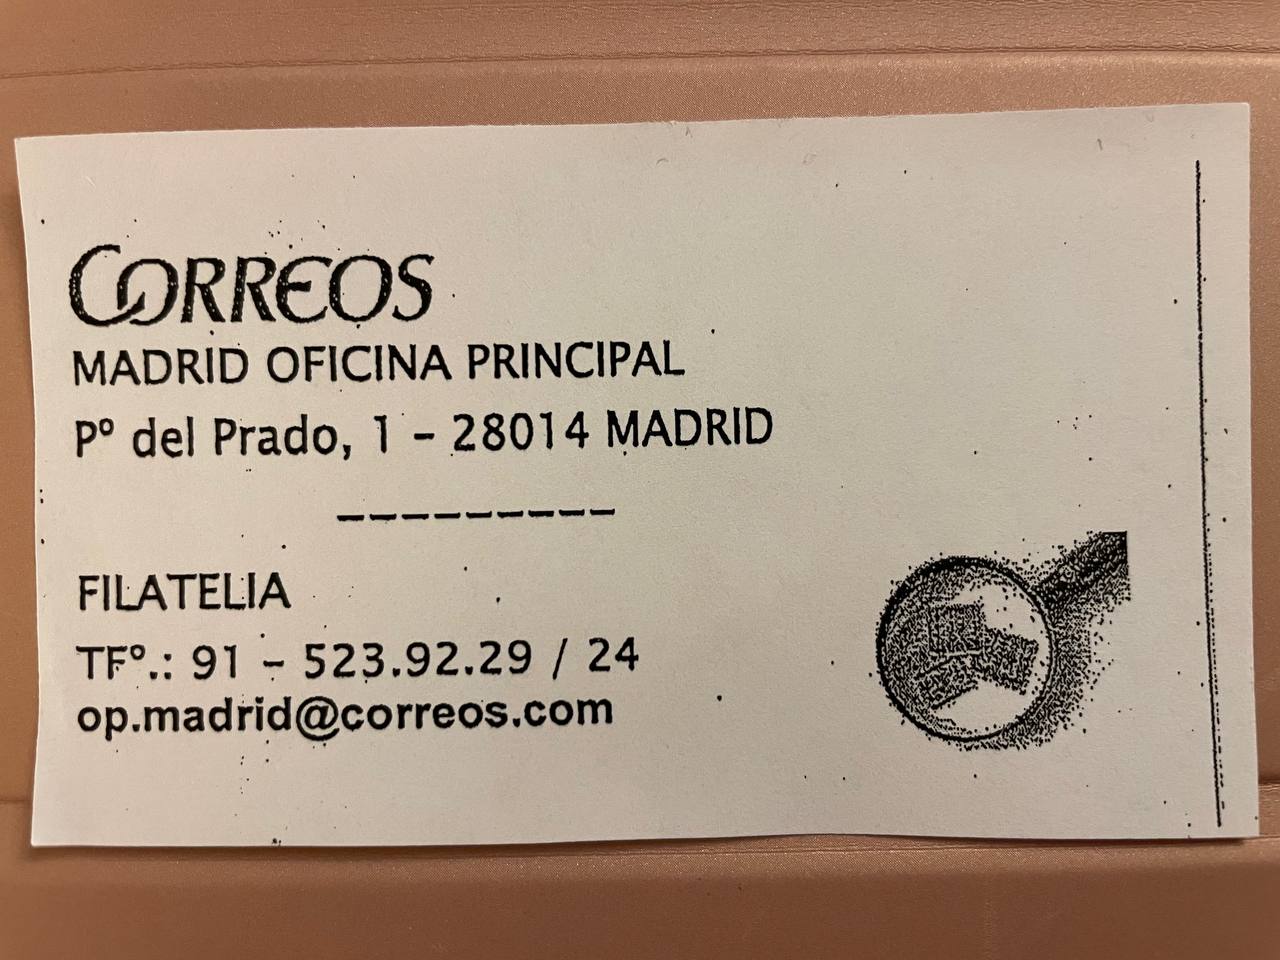 CORREOS
MADRID OFICINA PRINCIPAL
Pº del Prado, 1 - 28014 MADRID
---------
FILATELIA
TFº.: 91 - 523.92.29 / 24
op.madrid@correos.com